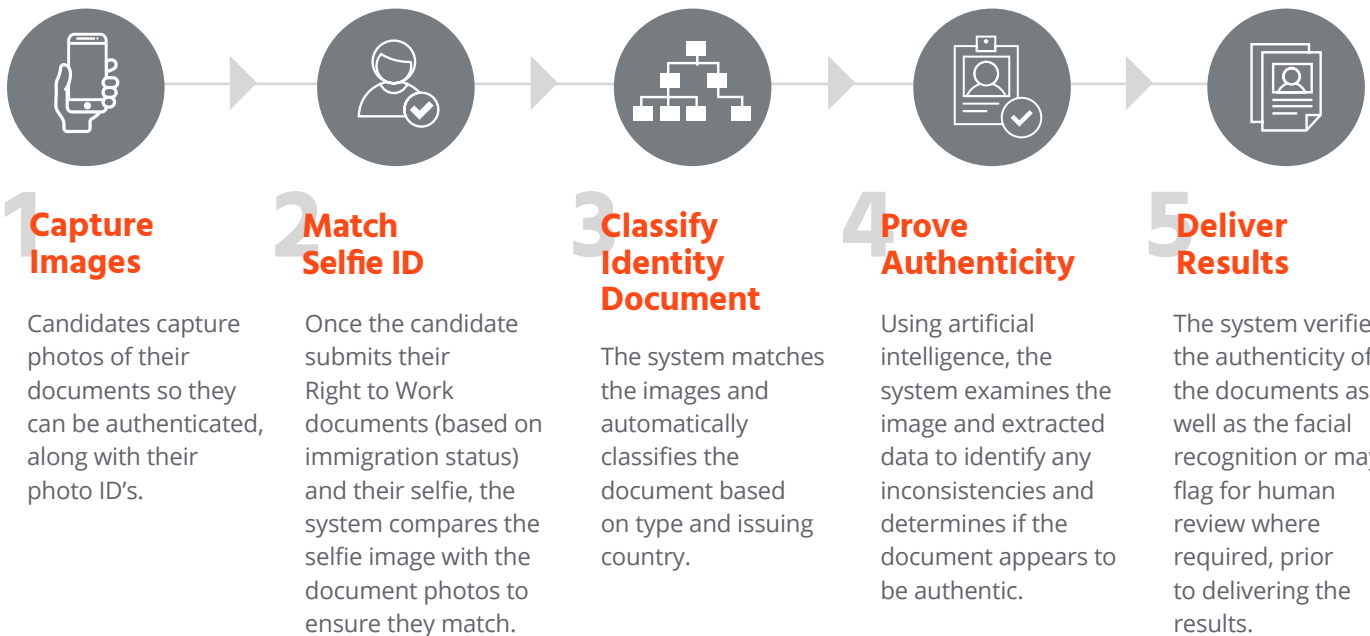 1
Capture
Images
Candidates capture
photos of their
documents so they
can be authenticated,
along with their
photo ID’s.
2
Match
Selfie ID
Once the candidate
submits their
Right to Work
documents (based on
immigration status)
and their selfie, the
system compares the
selfie image with the
document photos to
ensure they match.
3
Classify
Identity
Document
The system matches
the images and
automatically
classifies the
document based
on type and issuing
country.
4
Prove
Authenticity
Using artificial
intelligence, the
system examines the
image and extracted
data to identify any
inconsistencies and
determines if the
document appears to
be authentic.
5
Deliver
Results
The system verifie
the authenticity of
the documents as
well as the facial
recognition or may
flag for human
review where
required, prior
to delivering the
results.